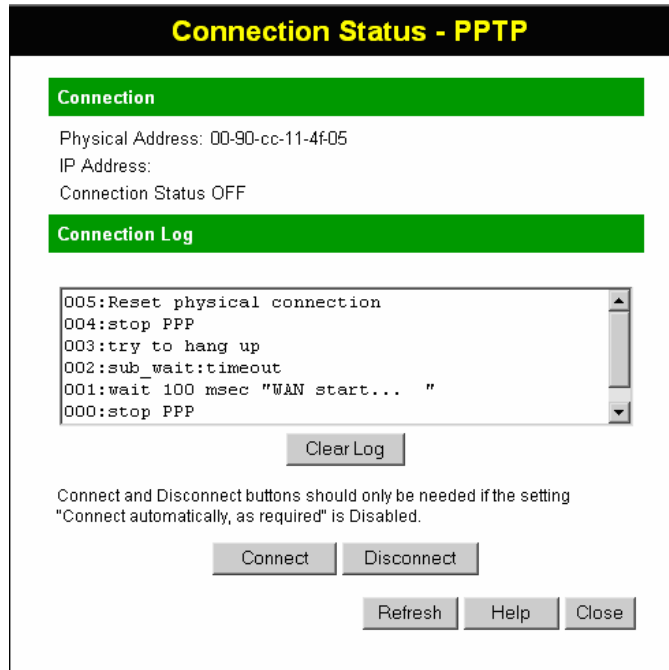 Connection Status - PPTP
Connection
Physical Address: 00-90-cc-11-4f-05
IP Address:
Connection Status OFF
Connection Log
005:Reset physical connection
004:stop PPP
003:try to hang up
002:sub_wait:timeout
001:wait 100 msec "WAN start...  "
000:stop PPP
Clear Log
Connect and Disconnect buttons should only be needed if the setting
"Connect automatically, as required" is Disabled.
Connect Disconnect
Refresh Help Close